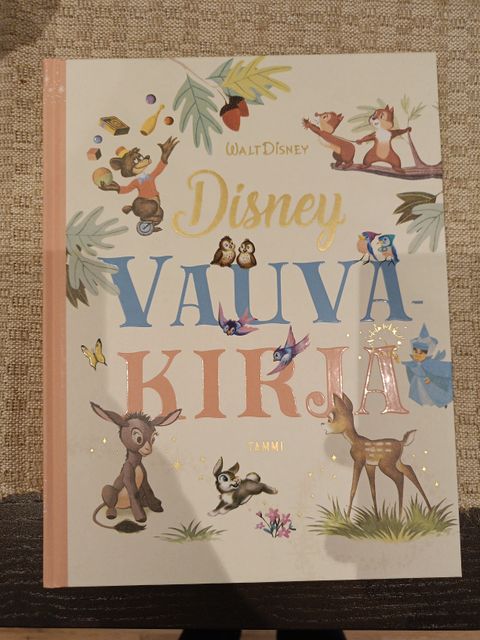 WALT DISNEY
Disney
VAUVA-
KIRJA
TAMMI